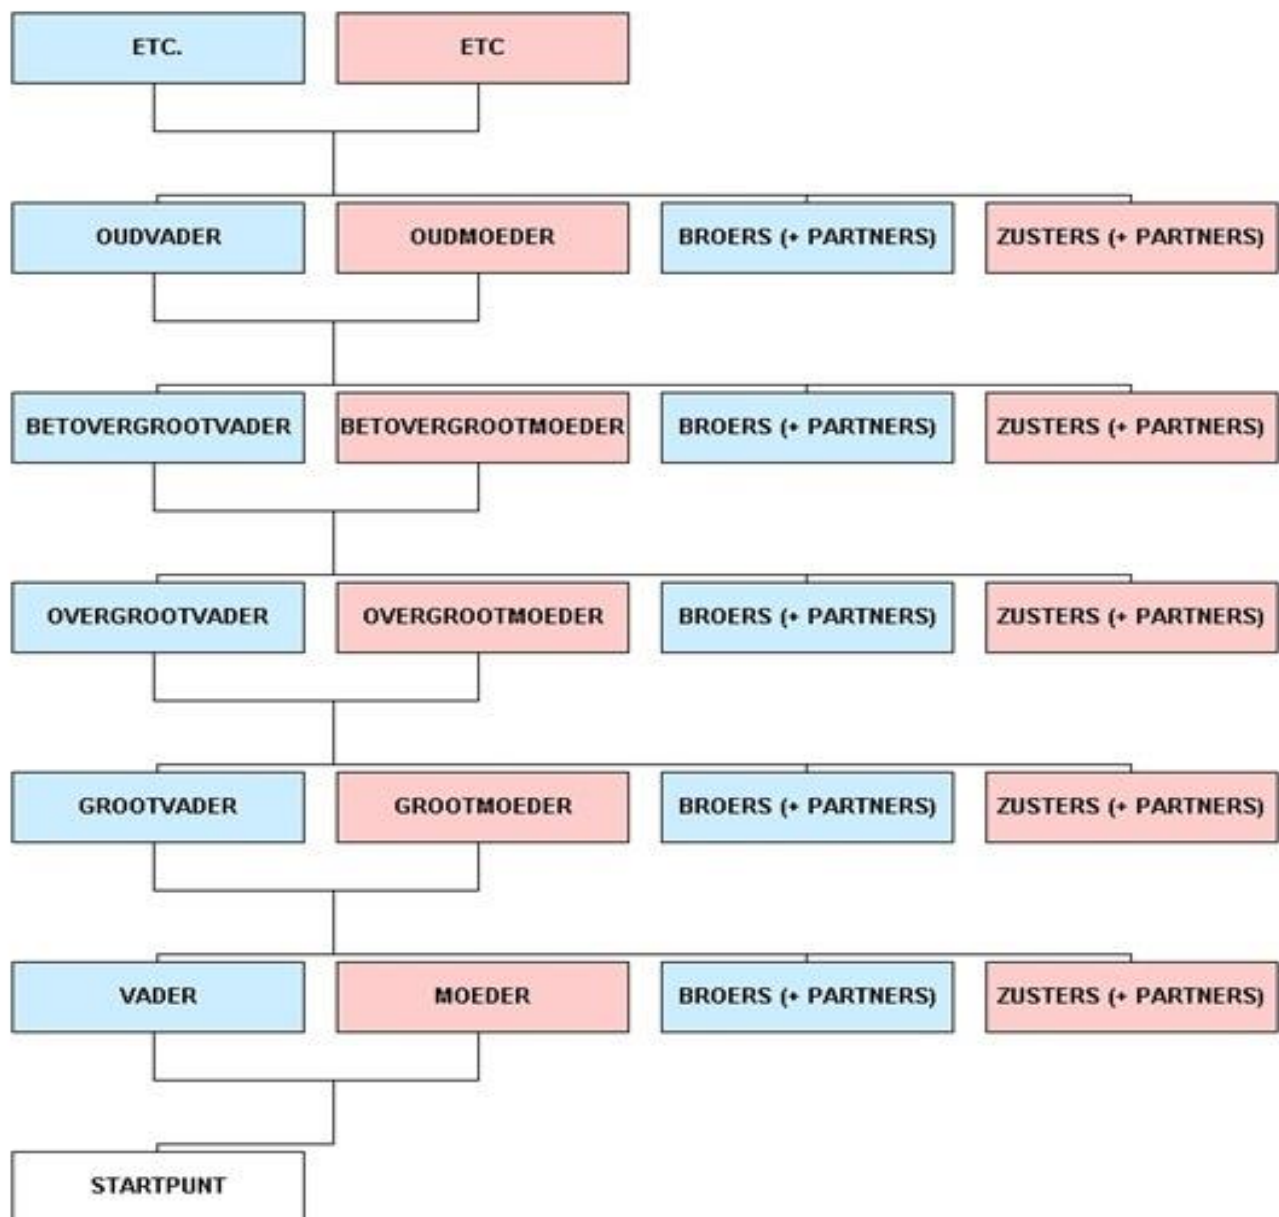 ETC.
ETC
OUDVADER
OUDMOEDER
BROERS (+ PARTNERS)
ZUSTERS (+ PARTNERS)
BETOVERGROOTVADER
BETOVERGROOTMOEDER
BROERS (+ PARTNERS)
ZUSTERS (+ PARTNERS)
OVERGROOTVADER
OVERGROOTMOEDER
BROERS (+ PARTNERS)
ZUSTERS (+ PARTNERS)
GROOTVADER
GROOTMOEDER
BROERS (+ PARTNERS)
ZUSTERS (+ PARTNERS)
VADER
MOEDER
BROERS (+ PARTNERS)
ZUSTERS (+ PARTNERS)
STARTPUNT